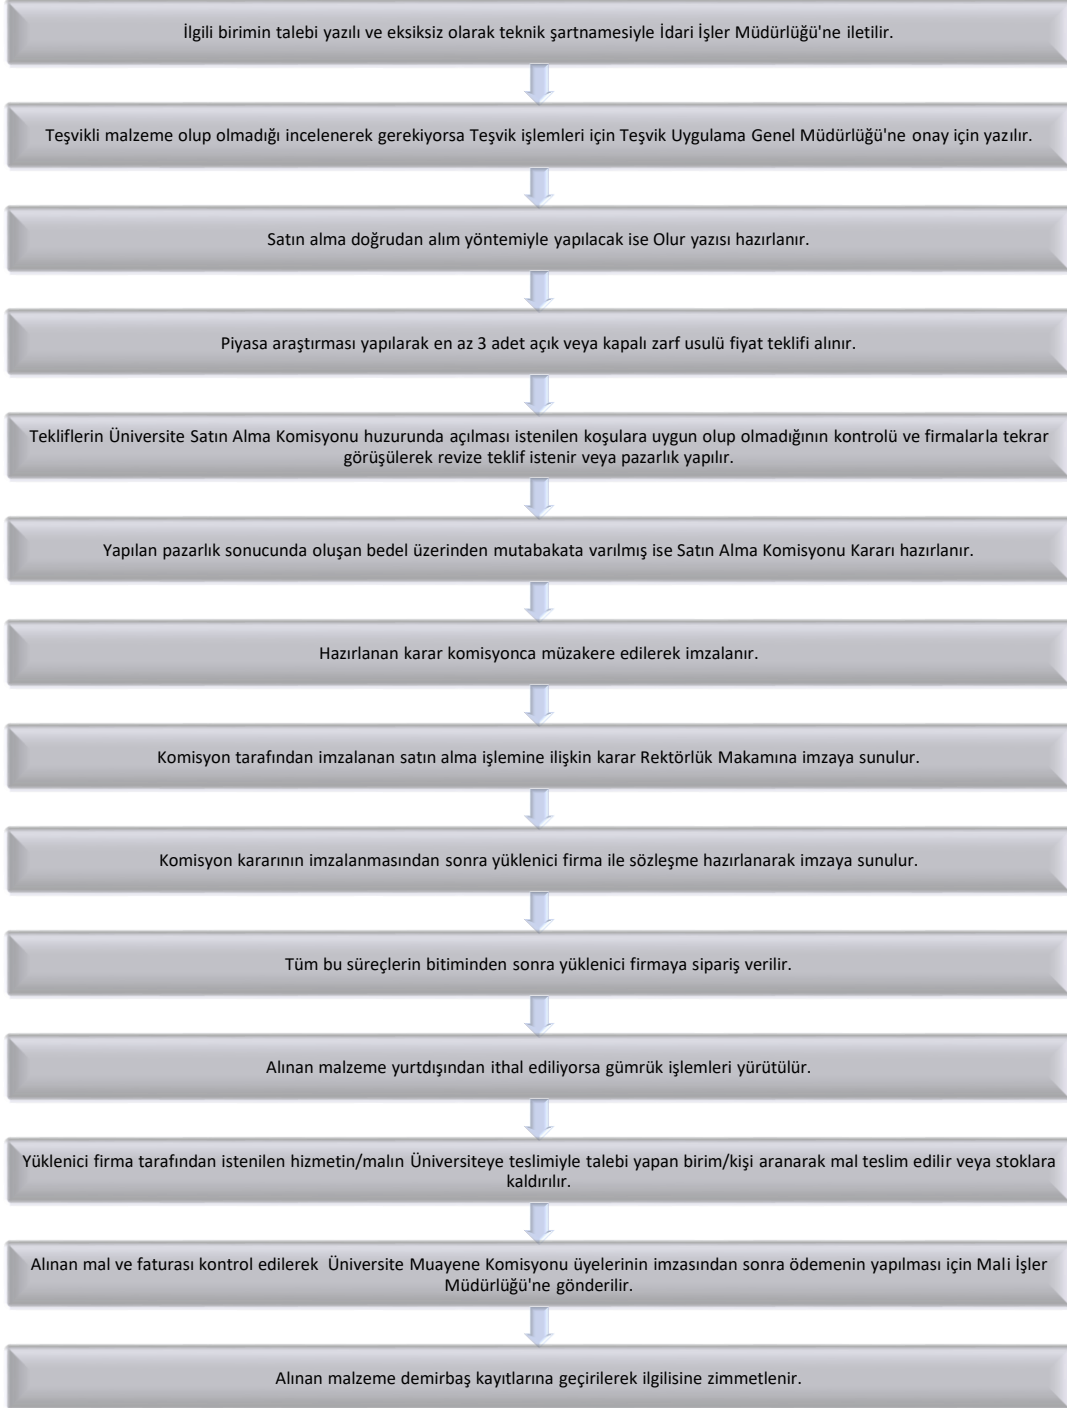 İlgili birimin talebi yazılı ve eksiksiz olarak teknik şartnamesiyle İdari İşler Müdürlüğü'ne iletilir.
Teşvikli malzeme olup olmadığı incelenerek gerekiyorsa Teşvik işlemleri için Teşvik Uygulama Genel Müdürlüğü'ne onay için yazılır.
Satın alma doğrudan alım yöntemiyle yapılacak ise Olur yazısı hazırlanır.
Piyasa araştırması yapılarak en az 3 adet açık veya kapalı zarf usulü fiyat teklifi alınır.
Tekliflerin Üniversite Satın Alma Komisyonu huzurunda açılması istenilen koşulara uygun olup olmadığının kontrolü ve firmalarla tekrar
görüşülerek revize teklif istenir veya pazarlık yapılır.
Yapılan pazarlık sonucunda oluşan bedel üzerinden mutabakata varılmış ise Satın Alma Komisyonu Kararı hazırlanır.
Hazırlanan karar komisyonca müzakere edilerek imzalanır.
Komisyon tarafından imzalanan satın alma işlemine ilişkin karar Rektörlük Makamına imzaya sunulur.
Komisyon kararının imzalanmasından sonra yüklenici firma ile sözleşme hazırlanarak imzaya sunulur.
Tüm bu süreçlerin bitiminden sonra yüklenici firmaya sipariş verilir.
Alınan malzeme yurtdışından ithal ediliyorsa gümrük işlemleri yürütülür.
Yüklenici firma tarafından istenilen hizmetin/malın Üniversiteye teslimiyle talebi yapan birim/kişi aranarak mal teslim edilir veya stoklara
kaldırılır.
Alınan mal ve faturası kontrol edilerek Üniversite Muayene Komisyonu üyelerinin imzasından sonra ödemenin yapılması için Mali İşler
Müdürlüğü'ne gönderilir.
Alınan malzeme demirbaş kayıtlarına geçirilerek ilgilisine zimmetlenir.